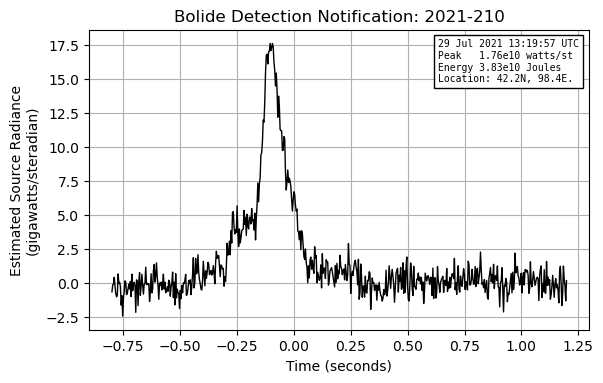 Bolide Detection Notification: 2021-210
29 Jul 2021 13:19:57 UTC
Peak   1.76e10 watts/st
Energy 3.83e10 Joules
Location: 42.2N, 98.4E.
Estimated Source Radiance
(gigawatts/steradian)
17.5
15.0
12.5
10.0
7.5
5.0
2.5
0.0
−2.5
−0.75
−0.50
−0.25
0.00
0.25
0.50
0.75
1.00
1.25
Time (seconds)